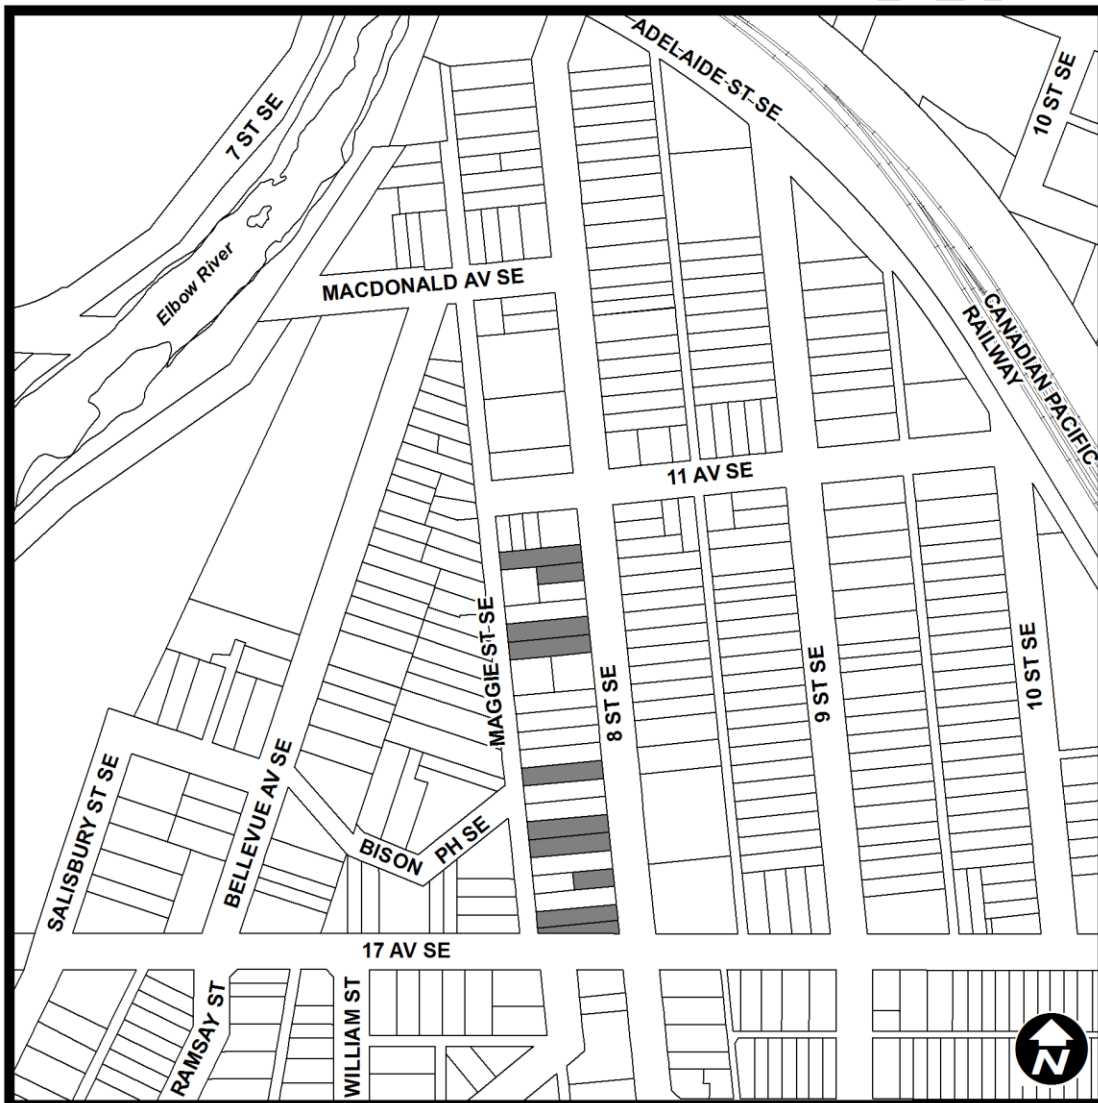 ADELAIDE ST SE
10 ST SE
7 ST SE
Elbow River
MACDONALD AV SE
CANADIAN PACIFIC
RAILWAY
11 AV SE
MAGGIE ST SE
8 ST SE
9 ST SE
10 ST SE
SALISBURY ST SE
BELLEVUE AV SE
BISON PH SE
17 AV SE
RAMSAY ST
WILLIAM ST
N